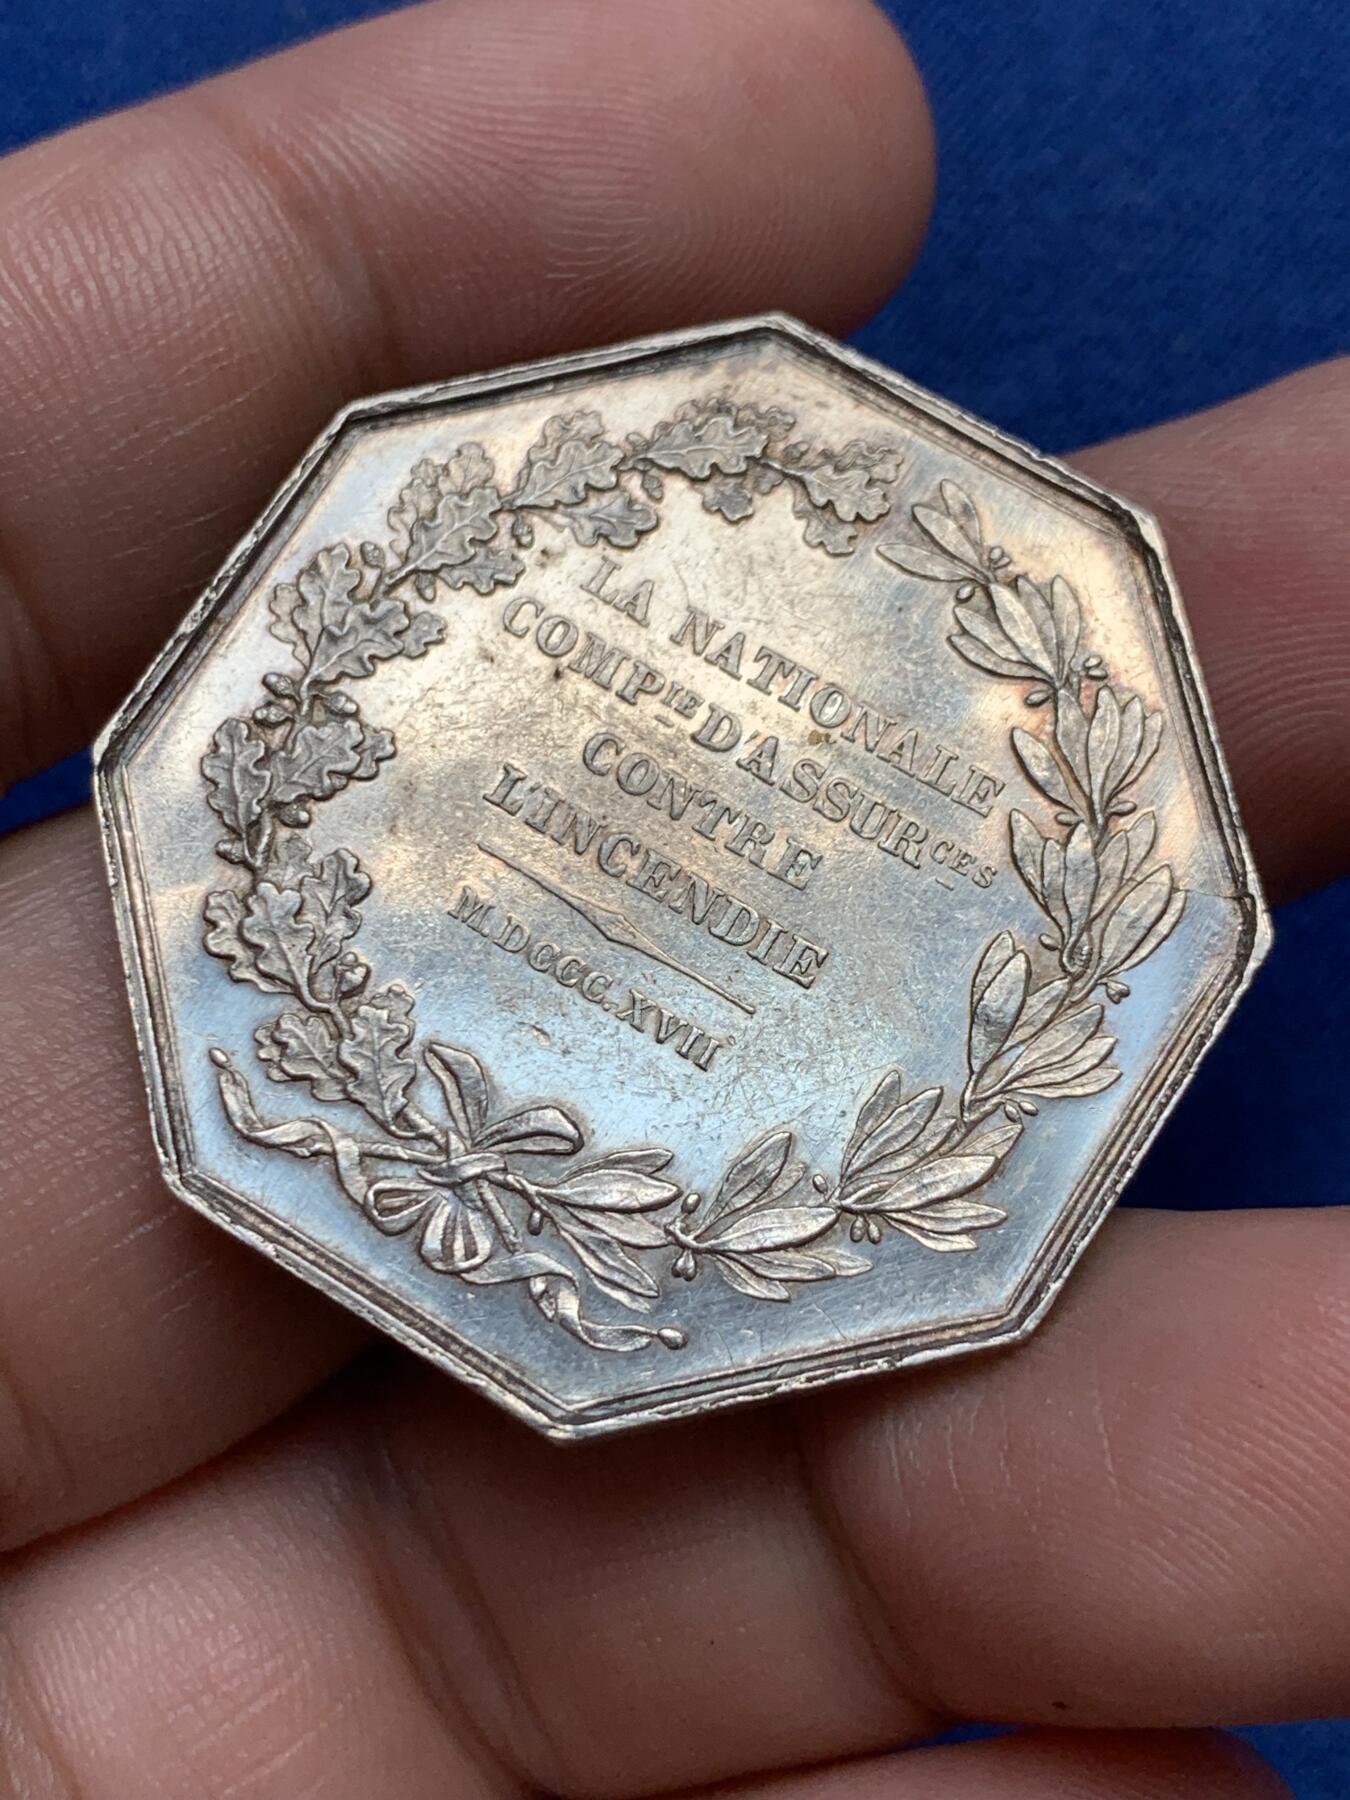 LA NATIONALE
COMPIE D'ASSURCES
CONTRE
L'INCENDIE
M.DCCC.XVII